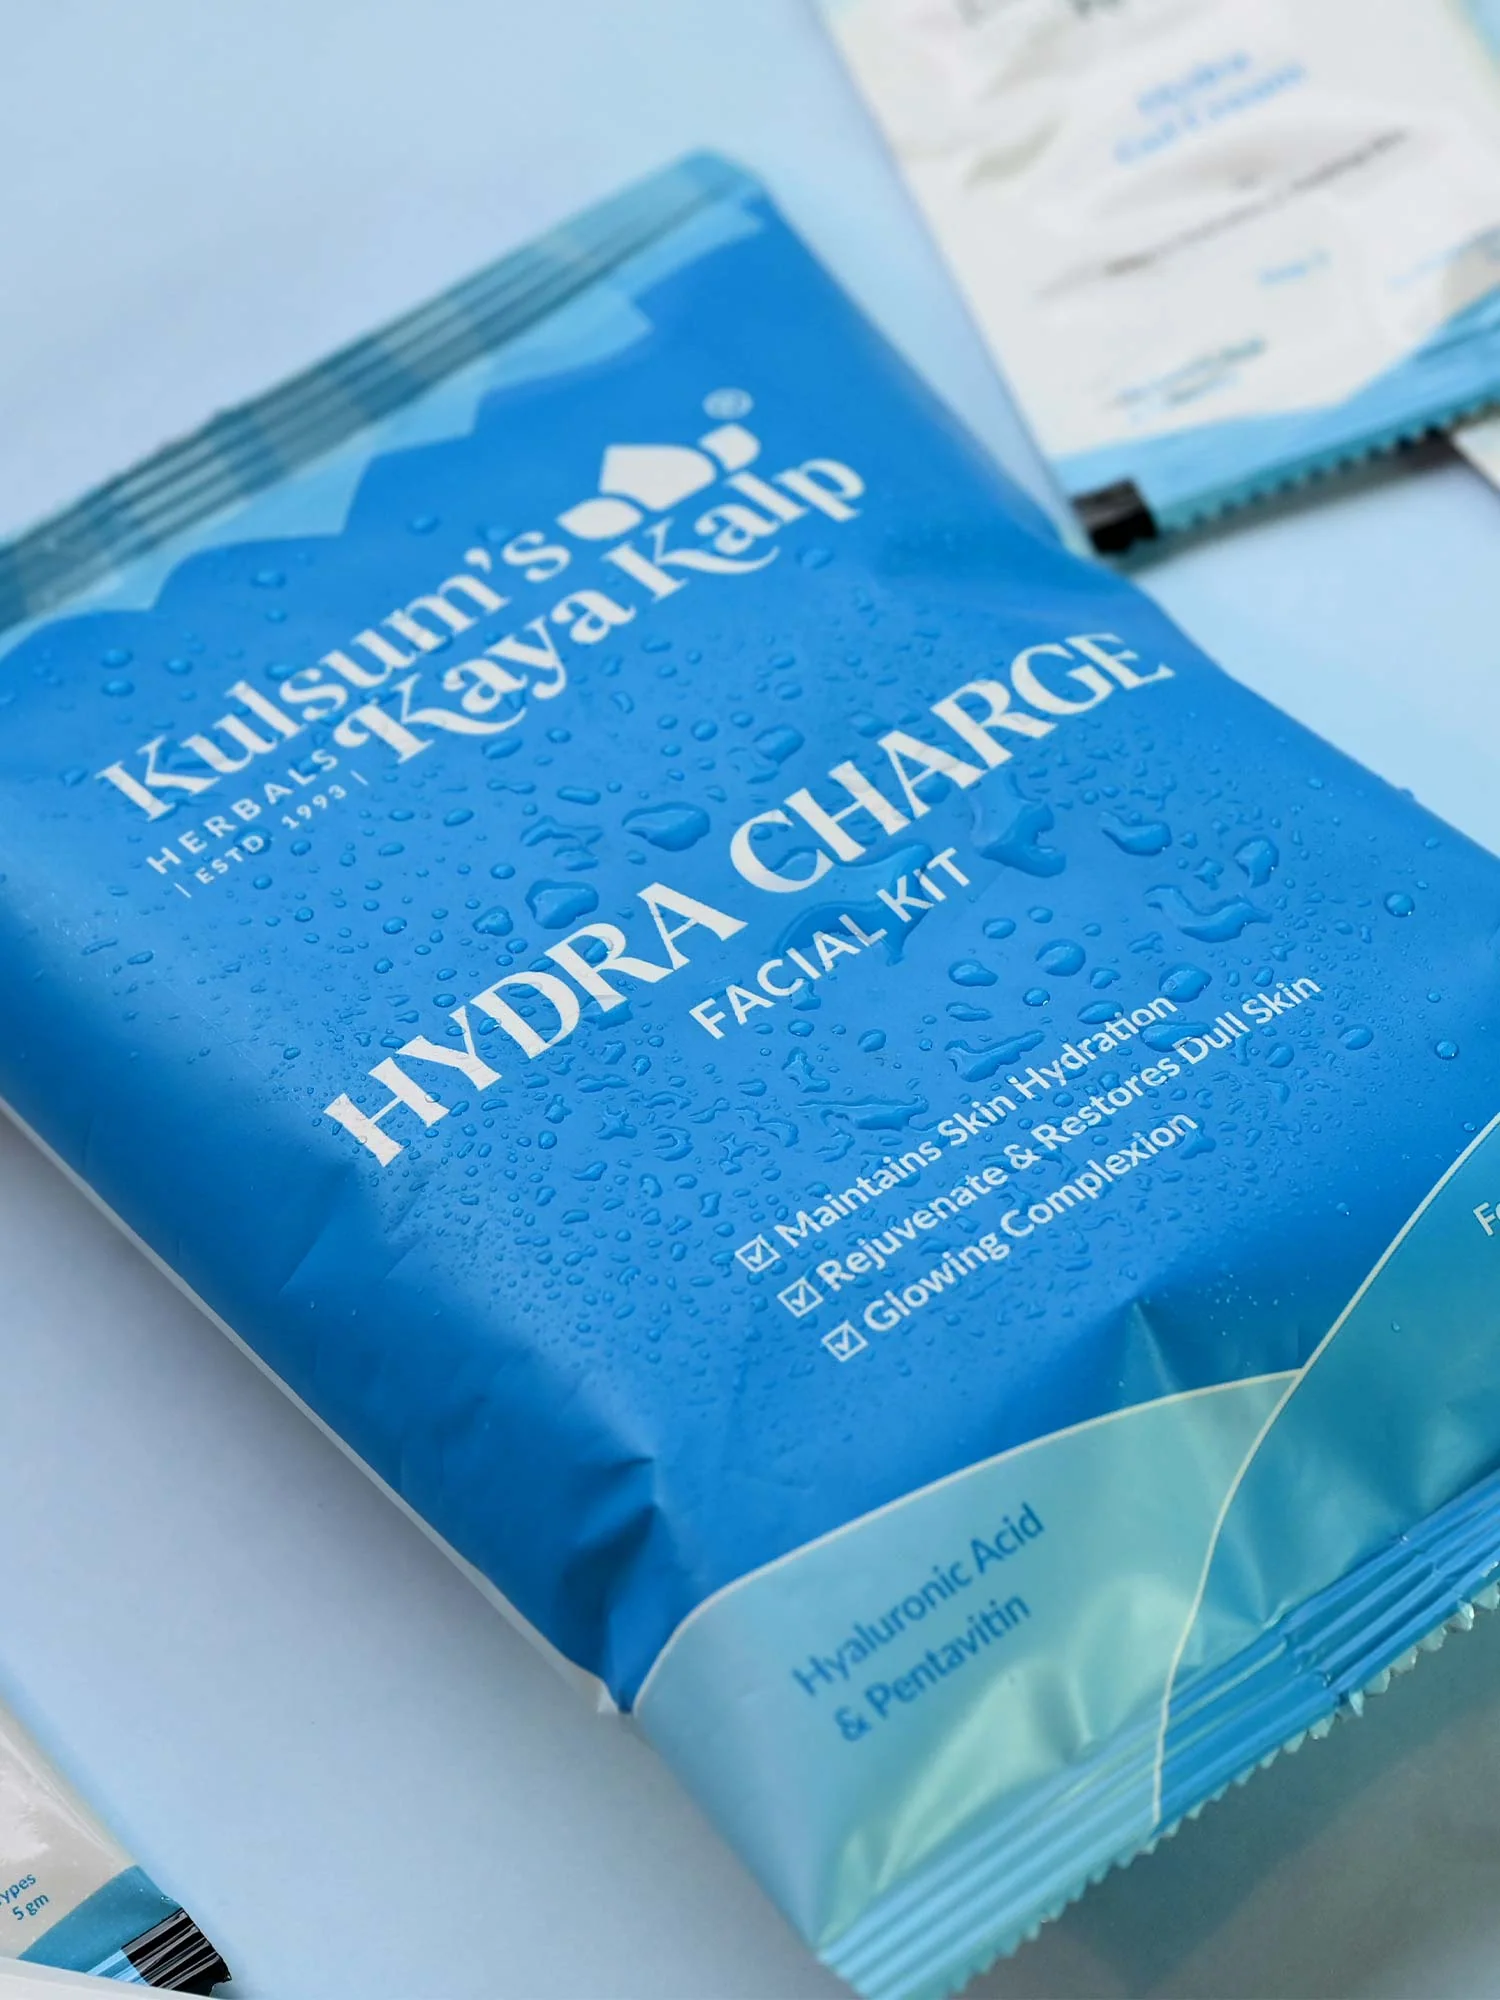 Kulsum's
Kaya Kalp
®
HERBALS
| ESTD 1993 |
HYDRA CHARGE
FACIAL KIT
Maintains Skin Hydration
Rejuvenate & Restores Dull Skin
Glowing Complexion
Hyaluronic Acid
& Pentavitin
5 gm